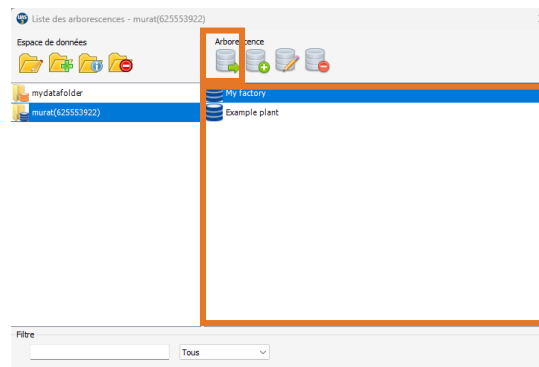 Liste des arborescences - murat(625553922)
Espace de données
Arborescence
mydatafolder
murat(625553922)
My factory
Example plant
Filtre
Tous